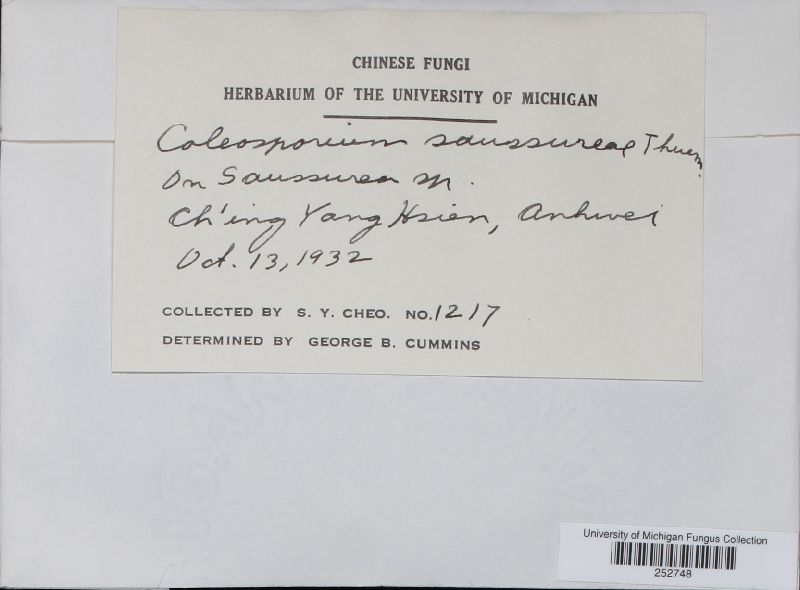 CHINESE FUNGI
HERBARIUM OF THE UNIVERSITY OF MICHIGAN
Coleosporium saussureae Thuem.
On Saussurea sp.
Ch'ing Yang Hsien, Anhwei
Oct. 13, 1932
COLLECTED BY S. Y. CHEO. NO. 1217
DETERMINED BY GEORGE B. CUMMINS
University of Michigan Fungus Collection
252748